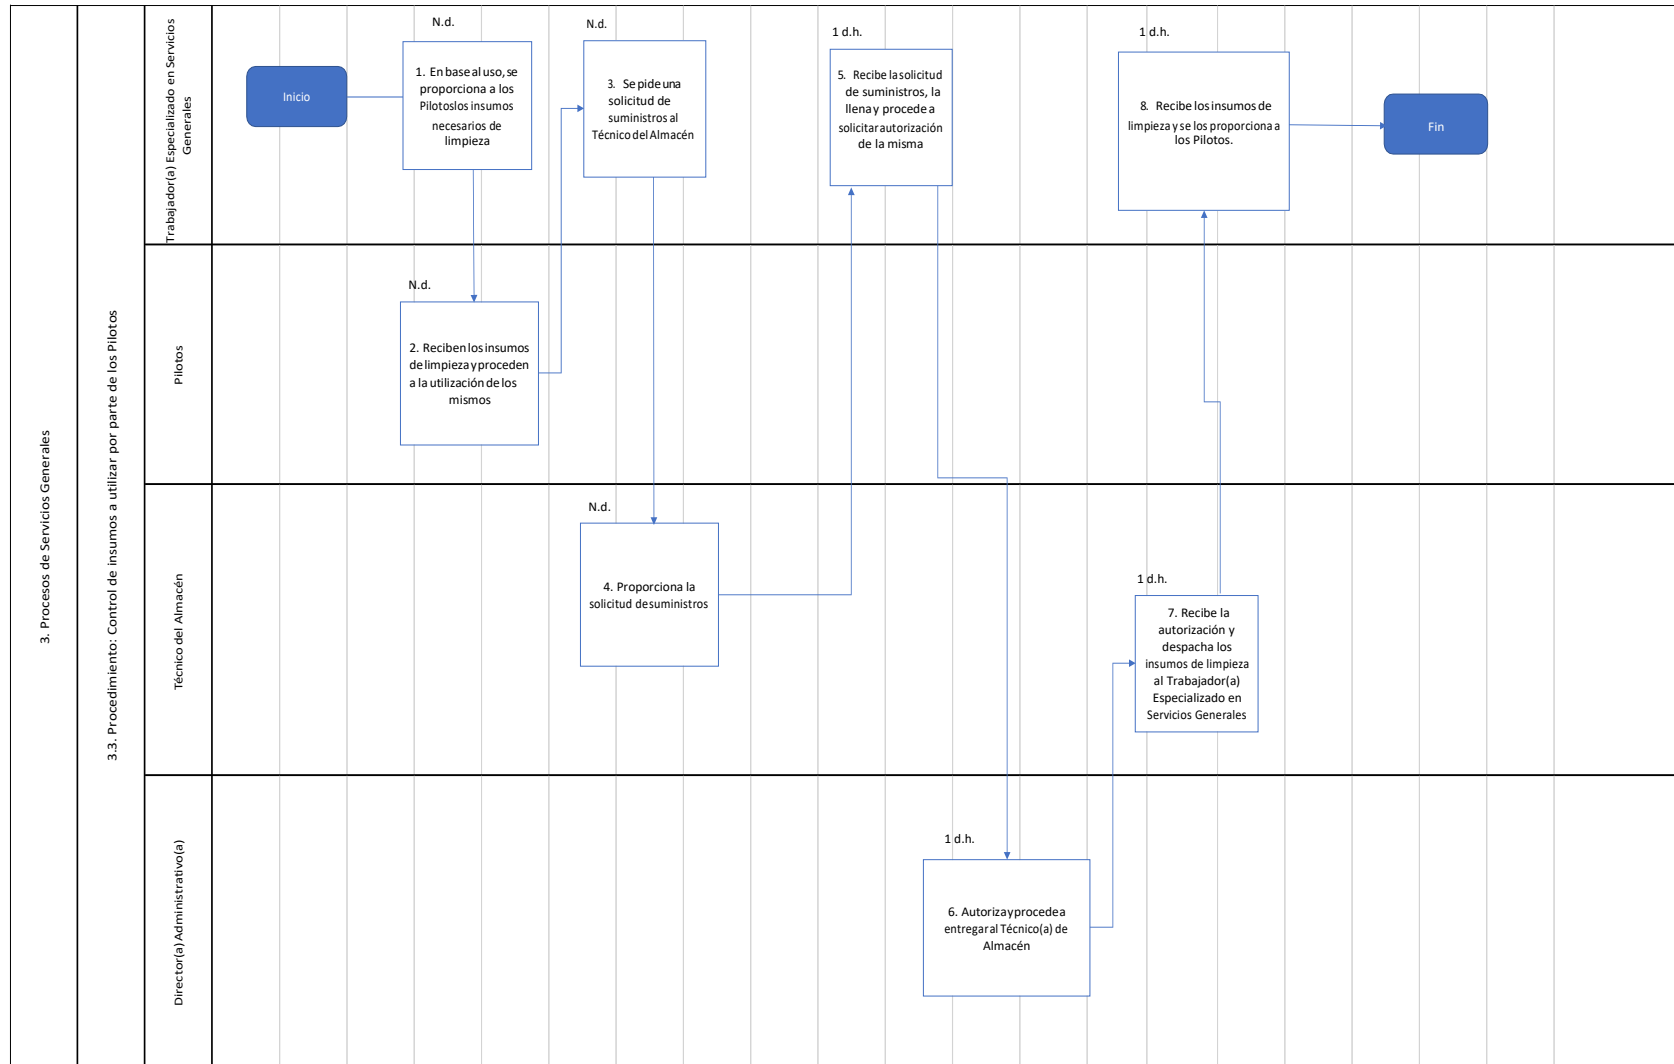 3. Procesos de Servicios Generales
3.3. Procedimiento: Control de insumos a utilizar por parte de los Pilotos
Trabajador(a) Especializado en Servicios
Generales
Inicio
N.d.
1. En base al uso, se
proporciona a los
Pilotos los insumos
necesarios de
limpieza
N.d.
3. Se pide una
solicitud de
suministros al
Técnico del Almacén
1 d.h.
5. Recibe la solicitud
de suministros, la
llena y procede a
solicitar autorización
de la misma
1 d.h.
8. Recibe los insumos de
limpieza y se los proporciona a
los Pilotos.
Fin
Pilotos
N.d.
2. Reciben los insumos
de limpieza y proceden
a la utilización de los
mismos
Técnico del Almacén
N.d.
4. Proporciona la
solicitud de suministros
1 d.h.
7. Recibe la
autorización y
despacha los
insumos de limpieza
al Trabajador(a)
Especializado en
Servicios Generales
Director(a) Administrativo(a)
1 d.h.
6. Autoriza y procede a
entregar al Técnico(a) de
Almacén